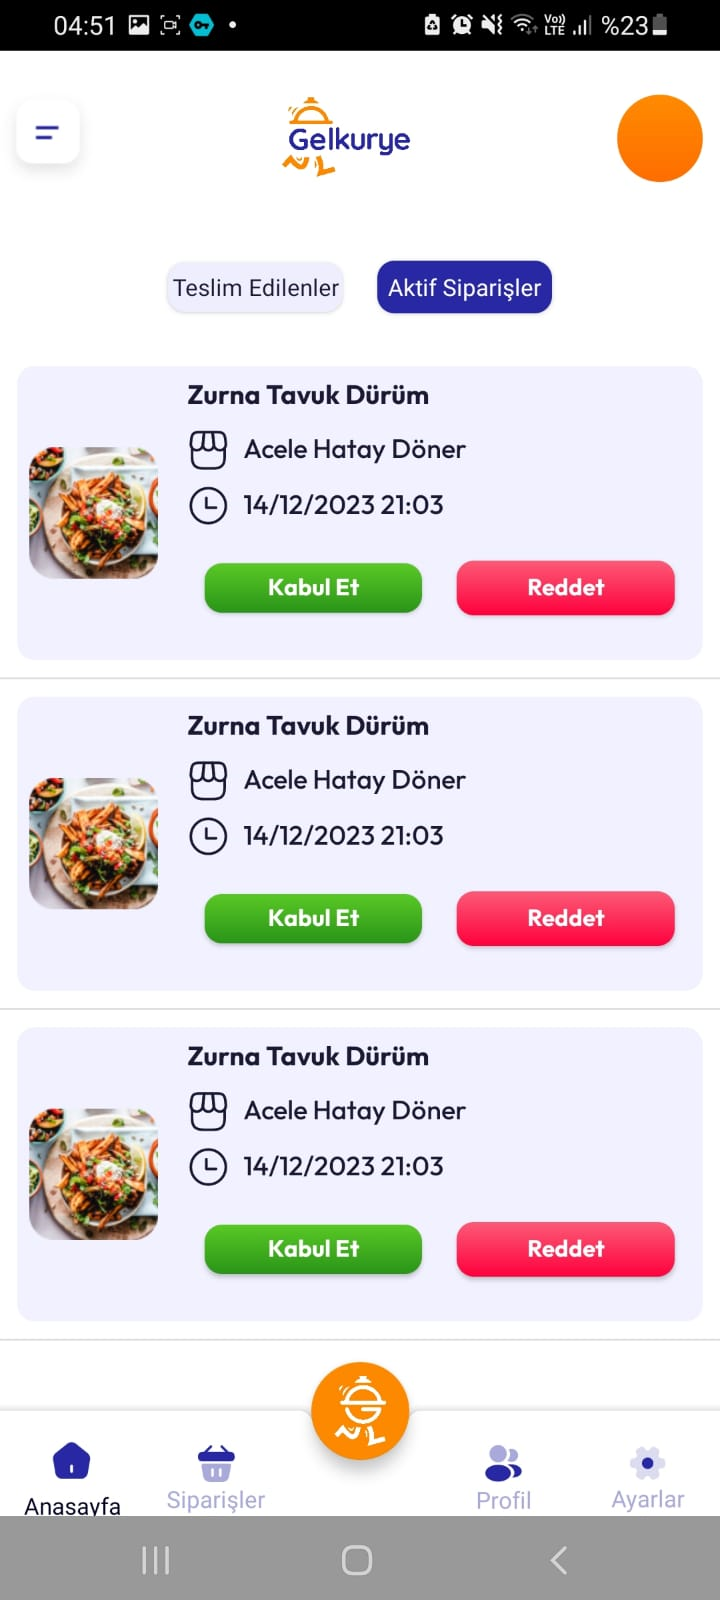 04:51
Vo))
LTE
%23
Gelkurye
Teslim Edilenler
Aktif Siparişler
Zurna Tavuk Dürüm
Acele Hatay Döner
14/12/2023 21:03
Kabul Et
Reddet
Zurna Tavuk Dürüm
Acele Hatay Döner
14/12/2023 21:03
Kabul Et
Reddet
Zurna Tavuk Dürüm
Acele Hatay Döner
14/12/2023 21:03
Kabul Et
Reddet
Anasayfa
Siparişler
Profil
Ayarlar